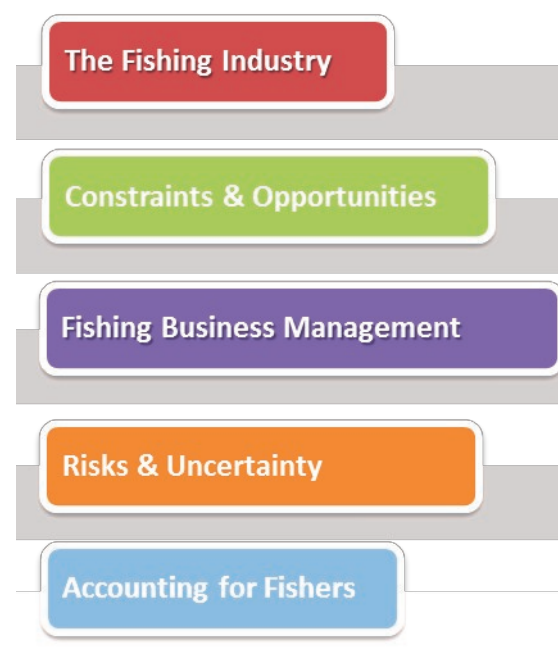 The Fishing Industry
Constraints & Opportunities
Fishing Business Management
Risks & Uncertainty
Accounting for Fishers